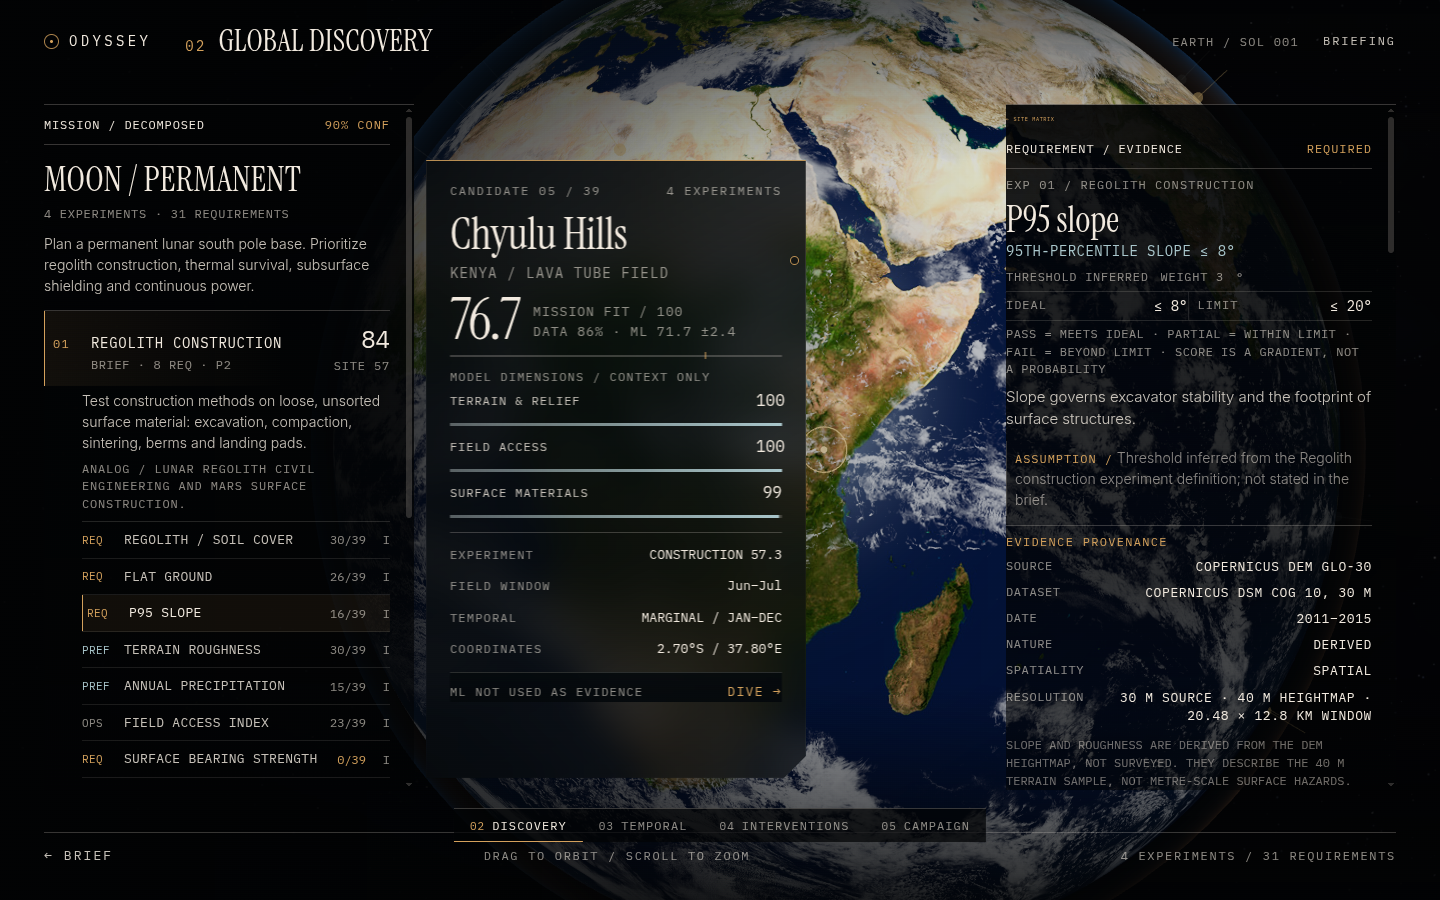 ODYSSEY
02 GLOBAL DISCOVERY
EARTH / SOL 001
BRIEFING
MISSION / DECOMPOSED
90% CONF
MOON / PERMANENT
4 EXPERIMENTS · 31 REQUIREMENTS
Plan a permanent lunar south pole base. Prioritize
regolith construction, thermal survival, subsurface
shielding and continuous power.
01 REGOLITH CONSTRUCTION 84
BRIEF · 8 REQ · P2 SITE 57
Test construction methods on loose, unsorted
surface material: excavation, compaction,
sintering, berms and landing pads.
ANALOG / LUNAR REGOLITH CIVIL
ENGINEERING AND MARS SURFACE
CONSTRUCTION.
REQ REGOLITH / SOIL COVER 30/39 I
REQ FLAT GROUND 26/39 I
REQ P95 SLOPE 16/39 I
PREF TERRAIN ROUGHNESS 30/39 I
PREF ANNUAL PRECIPITATION 15/39 I
OPS FIELD ACCESS INDEX 23/39 I
REQ SURFACE BEARING STRENGTH 0/39 I
CANDIDATE 05 / 39 4 EXPERIMENTS
Chyulu Hills
KENYA / LAVA TUBE FIELD
76.7 MISSION FIT / 100
DATA 86% · ML 71.7 ±2.4
MODEL DIMENSIONS / CONTEXT ONLY
TERRAIN & RELIEF 100
FIELD ACCESS 100
SURFACE MATERIALS 99
EXPERIMENT CONSTRUCTION 57.3
FIELD WINDOW Jun–Jul
TEMPORAL MARGINAL / JAN–DEC
COORDINATES 2.70°S / 37.80°E
ML NOT USED AS EVIDENCE DIVE →
SITE MATRIX
REQUIREMENT / EVIDENCE REQUIRED
EXP 01 / REGOLITH CONSTRUCTION
P95 slope
95TH-PERCENTILE SLOPE ≤ 8°
THRESHOLD INFERRED WEIGHT 3 °
IDEAL ≤ 8° LIMIT ≤ 20°
PASS = MEETS IDEAL · PARTIAL = WITHIN LIMIT ·
FAIL = BEYOND LIMIT · SCORE IS A GRADIENT, NOT
A PROBABILITY
Slope governs excavator stability and the footprint of
surface structures.
ASSUMPTION / Threshold inferred from the Regolith
construction experiment definition; not stated in the
brief.
EVIDENCE PROVENANCE
SOURCE COPERNICUS DEM GLO-30
DATASET COPERNICUS DSM COG 10, 30 M
DATE 2011–2015
NATURE DERIVED
SPATIALITY SPATIAL
RESOLUTION 30 M SOURCE · 40 M HEIGHTMAP ·
20.48 × 12.8 KM WINDOW
SLOPE AND ROUGHNESS ARE DERIVED FROM THE DEM
HEIGHTMAP, NOT SURVEYED. THEY DESCRIBE THE 40 M
TERRAIN SAMPLE, NOT METRE-SCALE SURFACE HAZARDS.
02 DISCOVERY 03 TEMPORAL 04 INTERVENTIONS 05 CAMPAIGN
← BRIEF
DRAG TO ORBIT / SCROLL TO ZOOM
4 EXPERIMENTS / 31 REQUIREMENTS